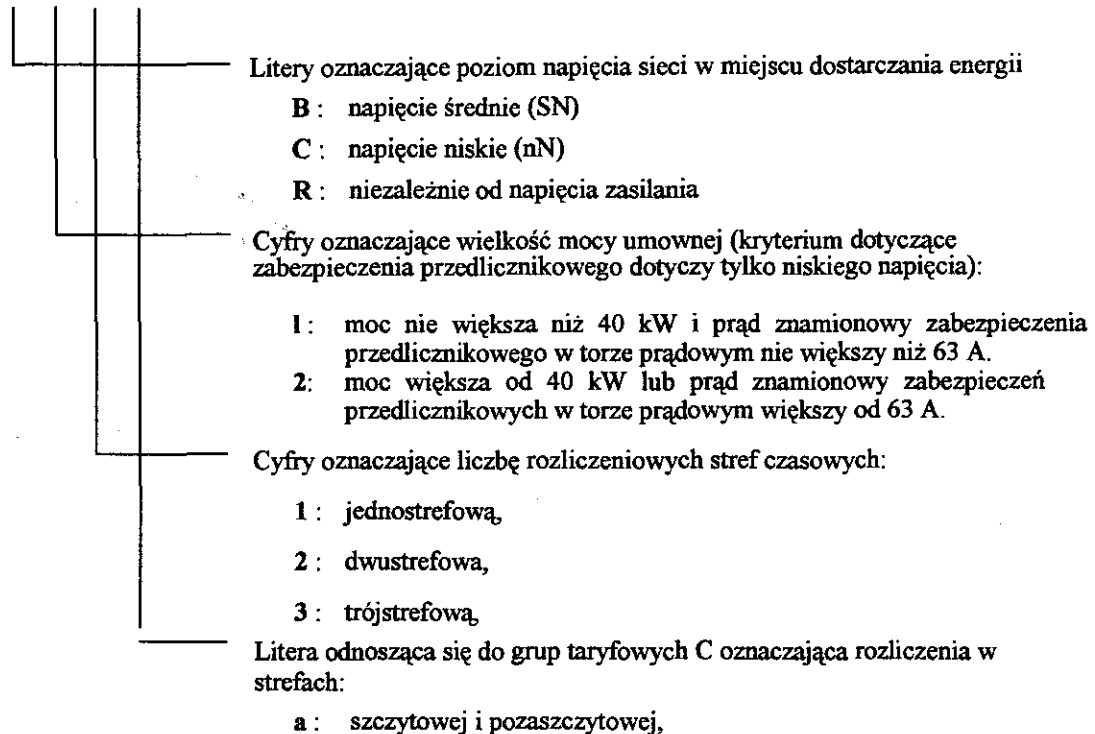 Litery oznaczające poziom napięcia sieci w miejscu dostarczania energii
B : napięcie średnie (SN)
C : napięcie niskie (nN)
R : niezależnie od napięcia zasilania
Cyfry oznaczające wielkość mocy umownej (kryterium dotyczące
zabezpieczenia przedlicznikowego dotyczy tylko niskiego napięcia):
1 : moc nie większa niż 40 kW i prąd znamionowy zabezpieczenia
przedlicznikowego w torze prądowym nie większy niż 63 A.
2: moc większa od 40 kW lub prąd znamionowy zabezpieczeń
przedlicznikowych w torze prądowym większy od 63 A.
Cyfry oznaczające liczbę rozliczeniowych stref czasowych:
1 : jednostrefową,
2 : dwustrefowa,
3 : trójstrefową,
Litera odnosząca się do grup taryfowych C oznaczająca rozliczenia w
strefach:
a : szczytowej i pozaszczytowej,